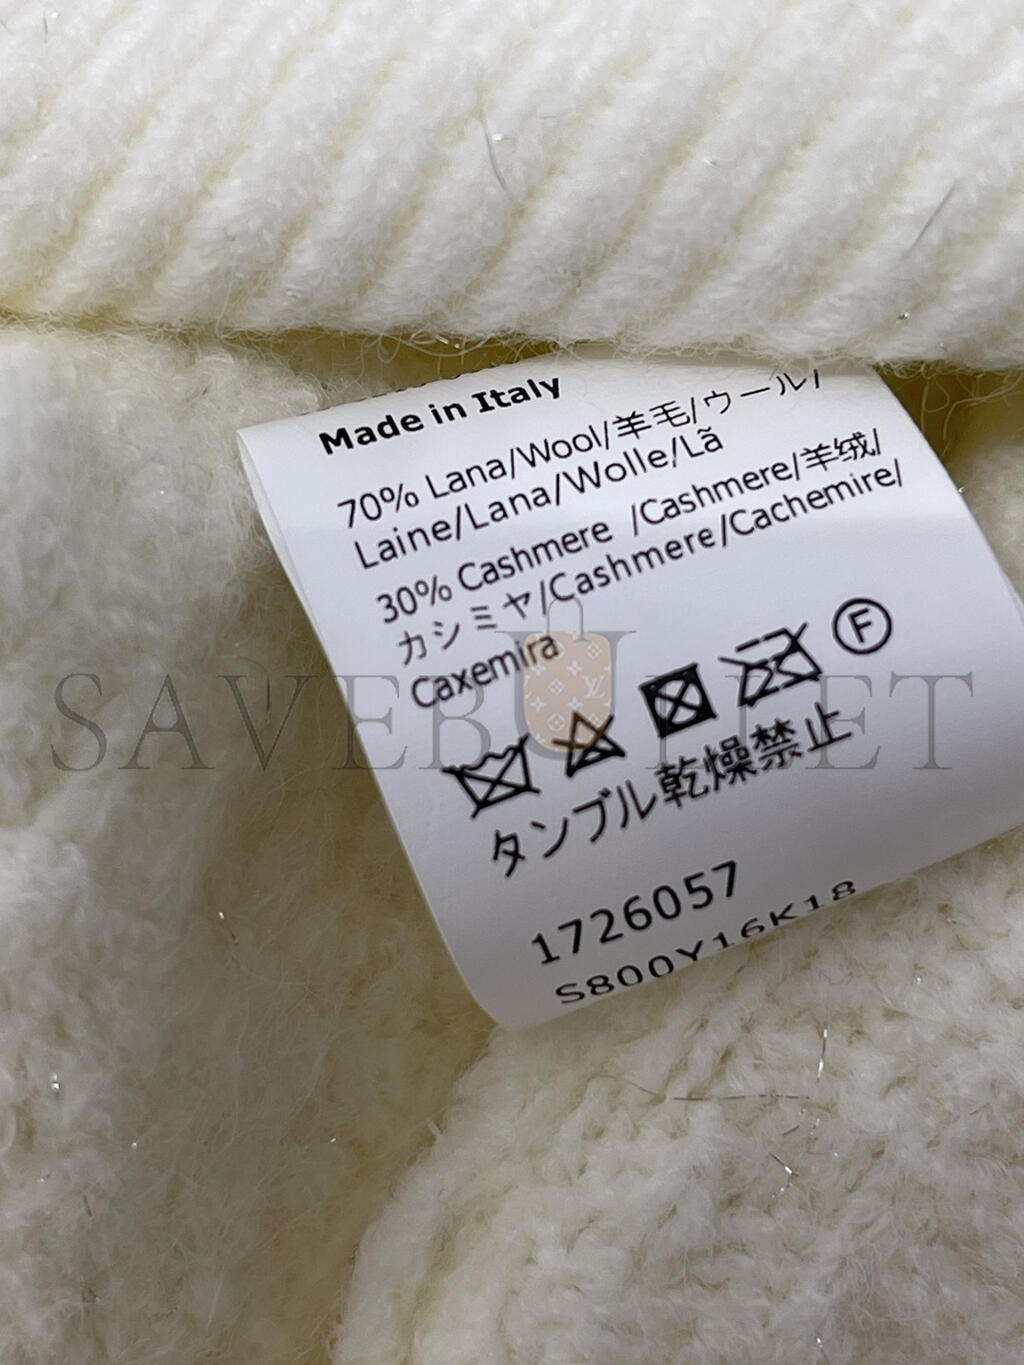 Made in Italy
70% Lana/Wool/羊毛/ウール/
Laine/Lana/Wolle/Lã
30% Cashmere /Cashmere/羊绒/
カシミヤ/Cashmere/Cachemire/
Caxemira
F
SAVEBULLET
タンブル乾燥禁止
1726057
S800Y16K18